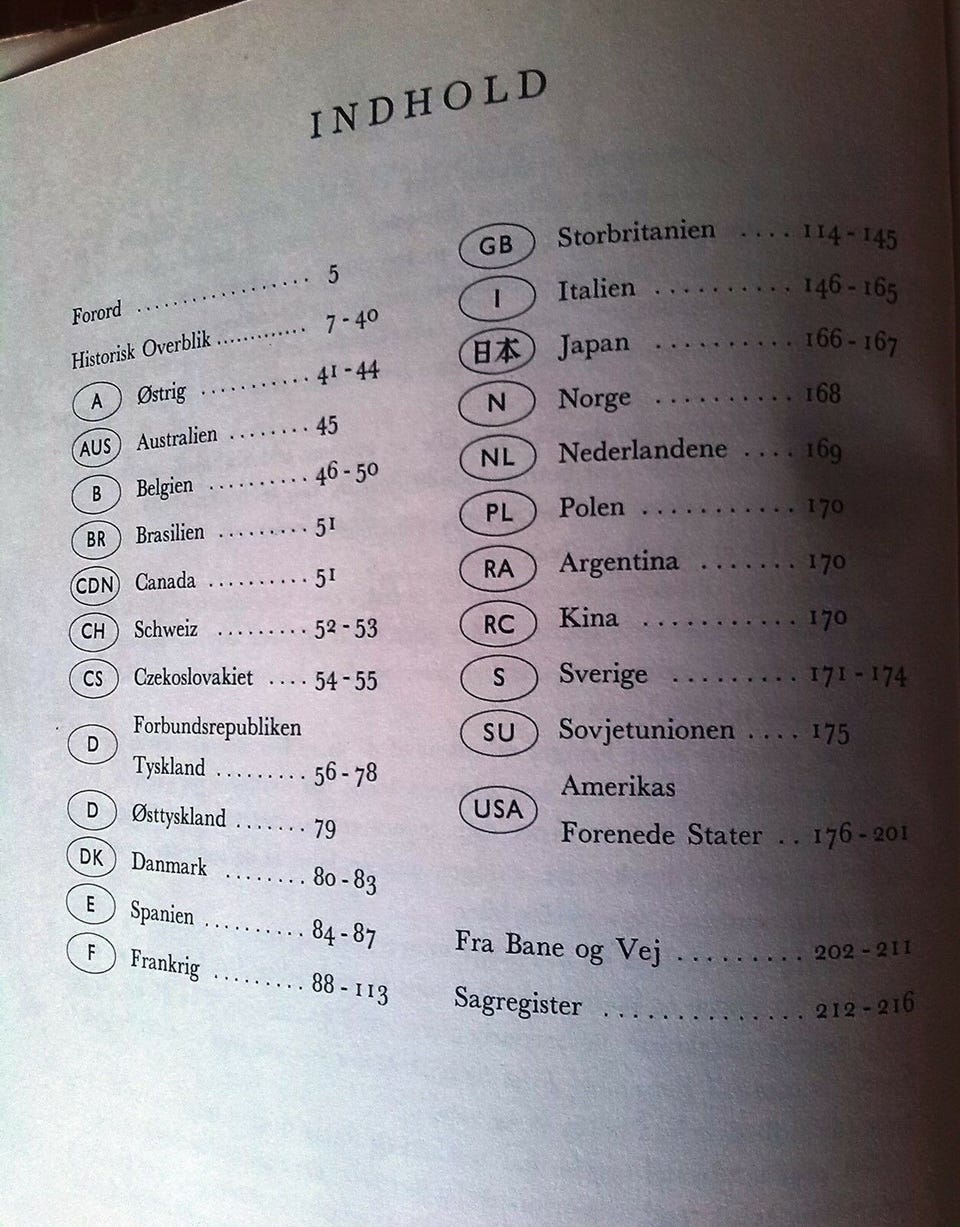 INDHOLD
Forord .................. 5
Historisk Overblik ............. 7 - 40
A Østrig ........... 41 - 44
AUS Australien ........ 45
B Belgien .......... 46 - 50
BR Brasilien ......... 51
CDN Canada .......... 51
CH Schweiz ......... 52 - 53
CS Czekoslovakiet .... 54 - 55
D Forbundsrepubliken
Tyskland ......... 56 - 78
D Østtyskland ....... 79
DK Danmark ........ 80 - 83
E Spanien .......... 84 - 87
F Frankrig ......... 88 - 113
GB Storbritanien .... 114 - 145
I Italien .......... 146 - 165
日本 Japan .......... 166 - 167
N Norge .......... 168
NL Nederlandene .... 169
PL Polen ........... 170
RA Argentina ....... 170
RC Kina ........... 170
S Sverige ......... 171 - 174
SU Sovjetunionen .... 175
USA Amerikas
Forenede Stater .. 176 - 201
Fra Bane og Vej ......... 202 - 211
Sagregister .............. 212 - 216